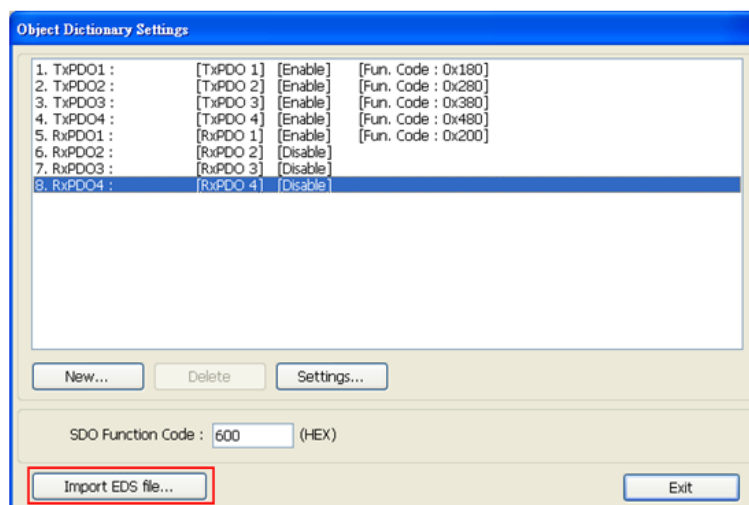 Object Dictionary Settings
1. TxPDO1 : [TxPDO 1] [Enable] [Fun. Code : 0x180]
2. TxPDO2 : [TxPDO 2] [Enable] [Fun. Code : 0x280]
3. TxPDO3 : [TxPDO 3] [Enable] [Fun. Code : 0x380]
4. TxPDO4 : [TxPDO 4] [Enable] [Fun. Code : 0x480]
5. RxPDO1 : [RxPDO 1] [Enable] [Fun. Code : 0x200]
6. RxPDO2 : [RxPDO 2] [Disable]
7. RxPDO3 : [RxPDO 3] [Disable]
8. RxPDO4 : [RxPDO 4] [Disable]
New... Delete Settings...
SDO Function Code : 600 (HEX)
Import EDS file... Exit